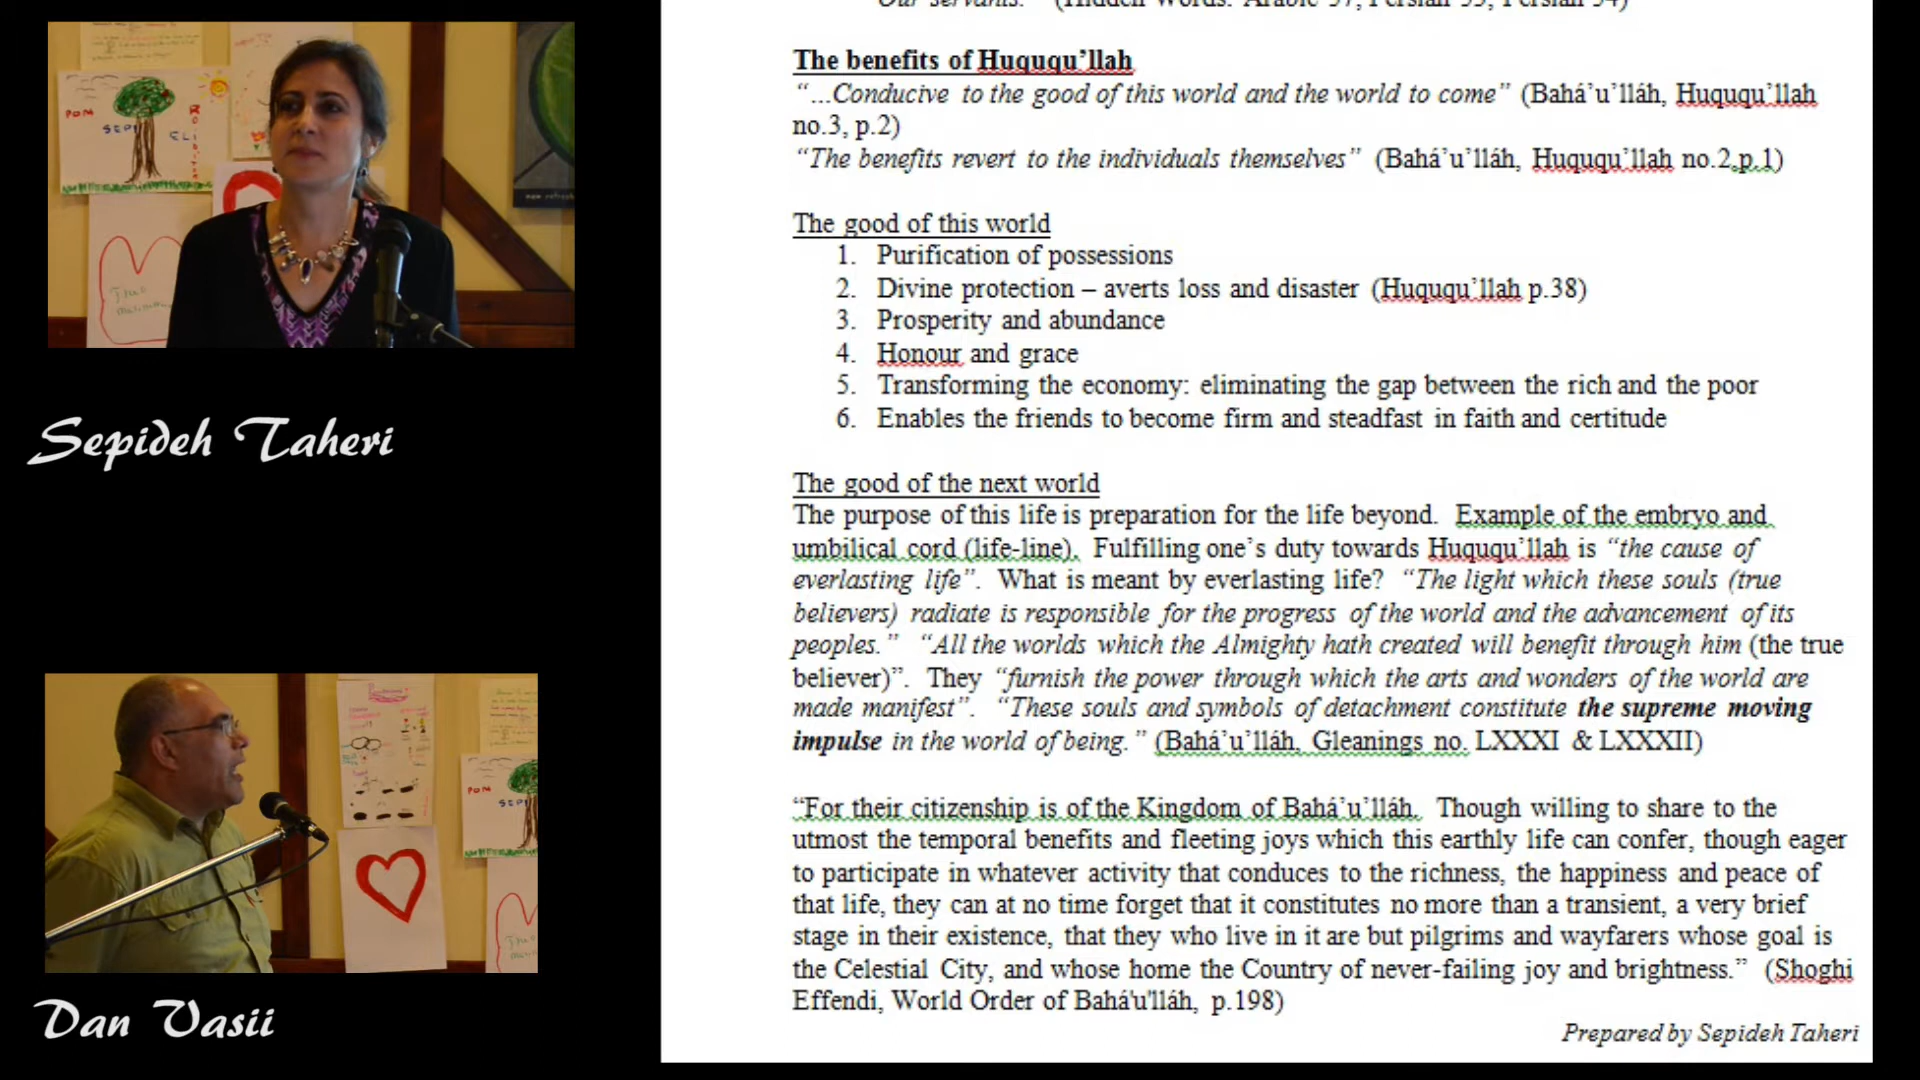 Our servants." (Hidden Words: Arabic 57, Persian 53, Persian 54)
The benefits of Huququ'llah
"...Conducive to the good of this world and the world to come" (Bahá'u'lláh, Huququ'llah
no.3, p.2)
"The benefits revert to the individuals themselves" (Bahá'u'lláh, Huququ'llah no.2,p.1)
The good of this world
1. Purification of possessions
2. Divine protection – averts loss and disaster (Huququ'llah p.38)
3. Prosperity and abundance
4. Honour and grace
5. Transforming the economy: eliminating the gap between the rich and the poor
6. Enables the friends to become firm and steadfast in faith and certitude
The good of the next world
The purpose of this life is preparation for the life beyond. Example of the embryo and
umbilical cord (life-line). Fulfilling one's duty towards Huququ'llah is "the cause of
everlasting life". What is meant by everlasting life? "The light which these souls (true
believers) radiate is responsible for the progress of the world and the advancement of its
peoples." "All the worlds which the Almighty hath created will benefit through him (the true
believer)". They "furnish the power through which the arts and wonders of the world are
made manifest". "These souls and symbols of detachment constitute the supreme moving
impulse in the world of being." (Bahá'u'lláh, Gleanings no. LXXXI & LXXXII)
"For their citizenship is of the Kingdom of Bahá'u'lláh. Though willing to share to the
utmost the temporal benefits and fleeting joys which this earthly life can confer, though eager
to participate in whatever activity that conduces to the richness, the happiness and peace of
that life, they can at no time forget that it constitutes no more than a transient, a very brief
stage in their existence, that they who live in it are but pilgrims and wayfarers whose goal is
the Celestial City, and whose home the Country of never-failing joy and brightness." (Shoghi
Effendi, World Order of Bahá'u'lláh, p.198)
Prepared by Sepideh Taheri
POM
SEPI
ELI
Sepideh Taheri
POM
SEPI
Dan Vasii